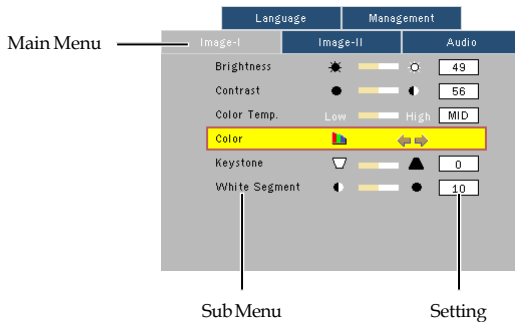 Language Management
Main Menu
Image-I Image-II Audio
Brightness 49
Contrast 56
Color Temp. Low High MID
Color
Keystone 0
White Segment 10
Sub Menu Setting